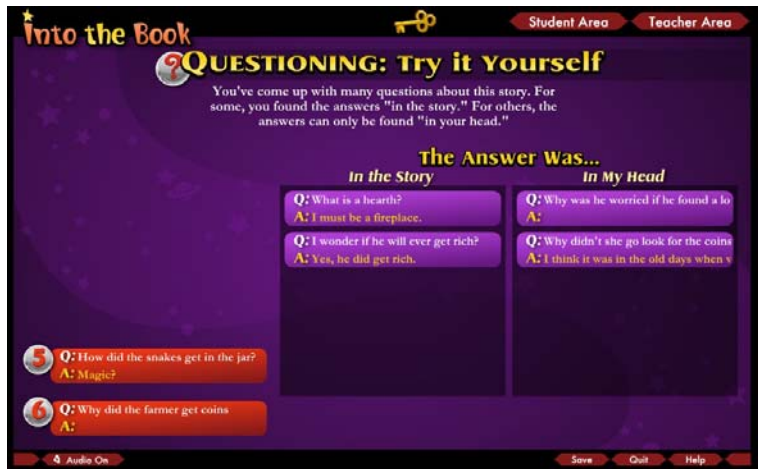 Into the Book
Student Area
Teacher Area
? QUESTIONING: Try it Yourself
You've come up with many questions about this story. For
some, you found the answers "in the story." For others, the
answers can only be found "in your head."
The Answer Was...
In the Story
In My Head
Q: What is a hearth?
A: I must be a fireplace.
Q: I wonder if he will ever get rich?
A: Yes, he did get rich.
Q: Why was he worried if he found a lo
A:
Q: Why didn't she go look for the coins
A: I think it was in the old days when
5
Q: How did the snakes get in the jar?
A: Magic?
6
Q: Why did the farmer get coins
A:
Audio On
Save
Quit
Help